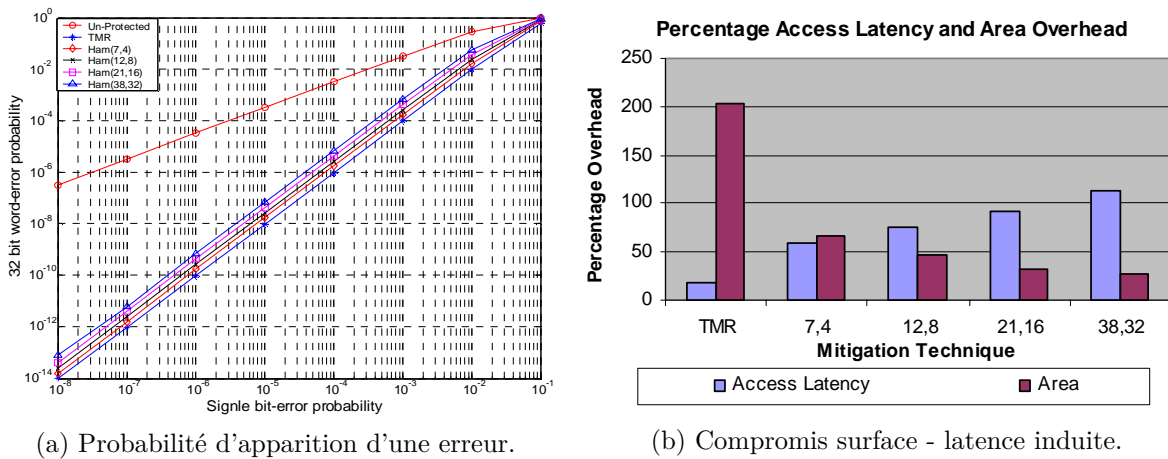 10^0
10^-2
10^-4
10^-6
10^-8
10^-10
10^-12
10^-14
32 bit word-error probability
Un-Protected
TMR
Ham(7,4)
Ham(12,8)
Ham(21,16)
Ham(38,32)
10^-8
10^-7
10^-6
10^-5
10^-4
10^-3
10^-2
10^-1
Signle bit-error probability
(a) Probabilité d'apparition d'une erreur.
Percentage Access Latency and Area Overhead
Percentage Overhead
250
200
150
100
50
0
TMR
7,4
12,8
21,16
38,32
Mitigation Technique
Access Latency
Area
(b) Compromis surface - latence induite.